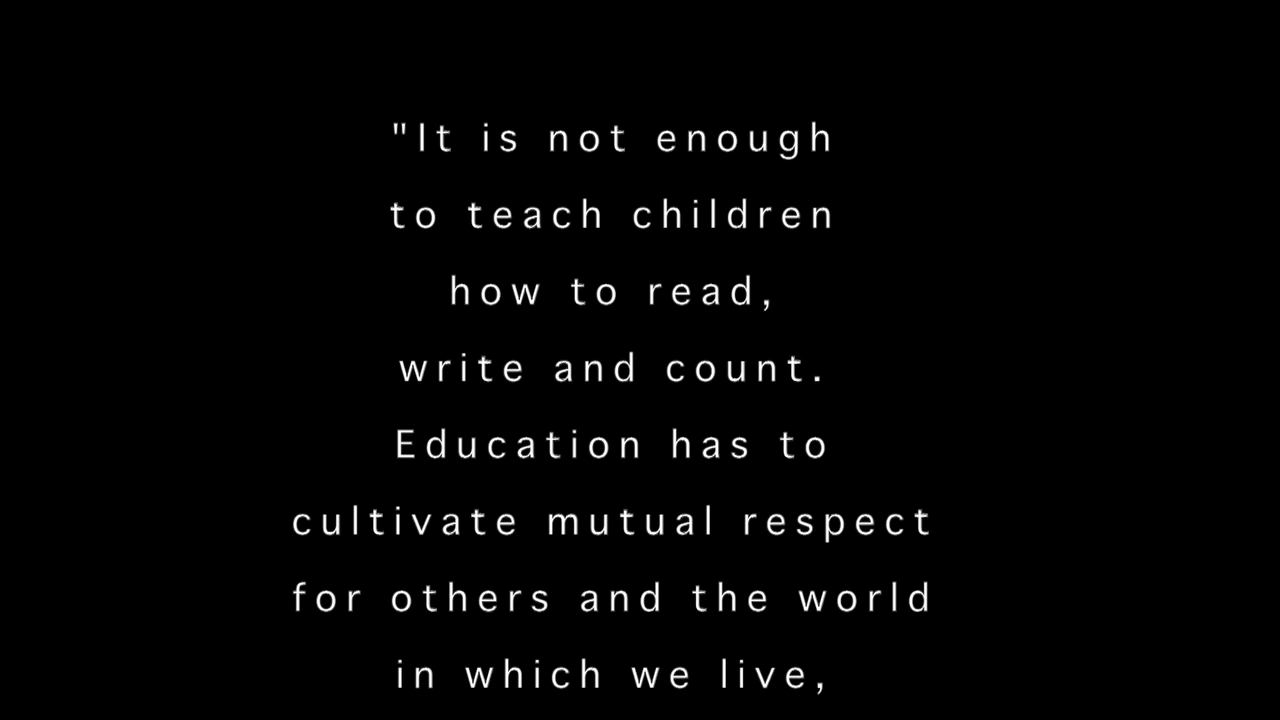 "It is not enough
to teach children
how to read,
write and count.
Education has to
cultivate mutual respect
for others and the world
in which we live,